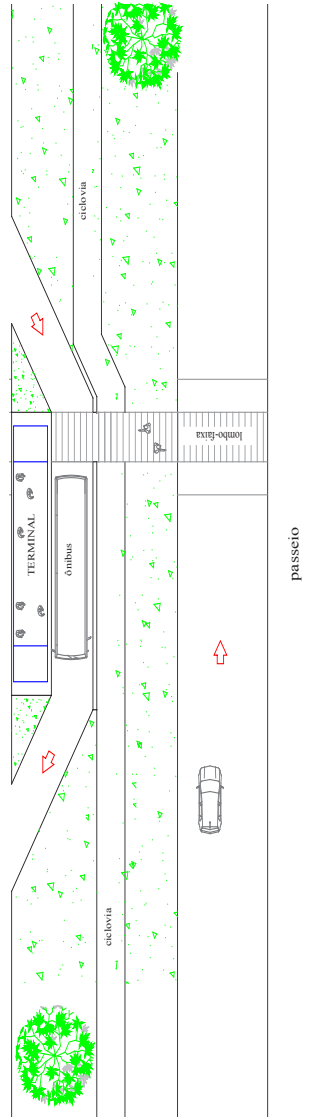 ciclovia
lombo-faixa
TERMINAL
ônibus
passeio
ciclovia